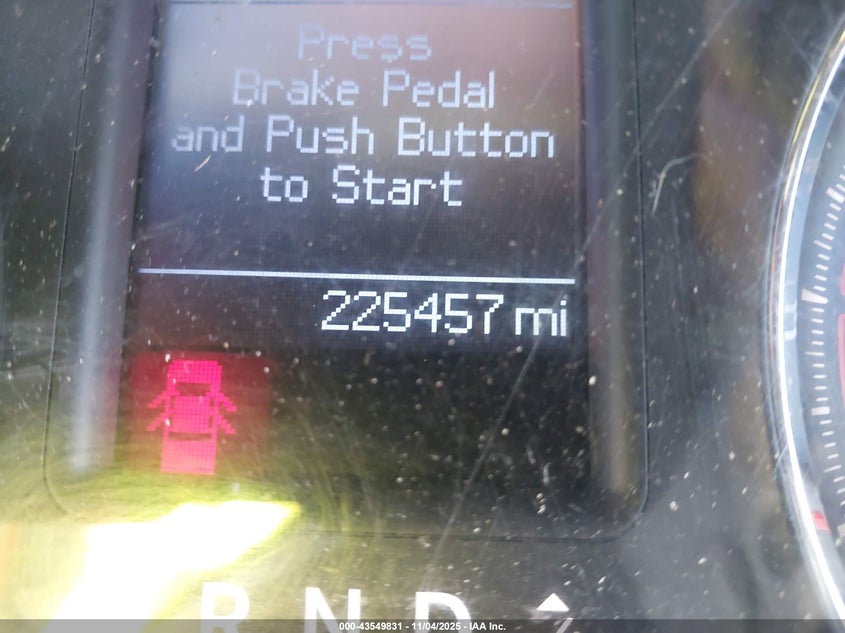 Press
Brake Pedal
and Push Button
to Start
225457 mi
R N D
000-43549831 - 11/04/2025 - IAA Inc.